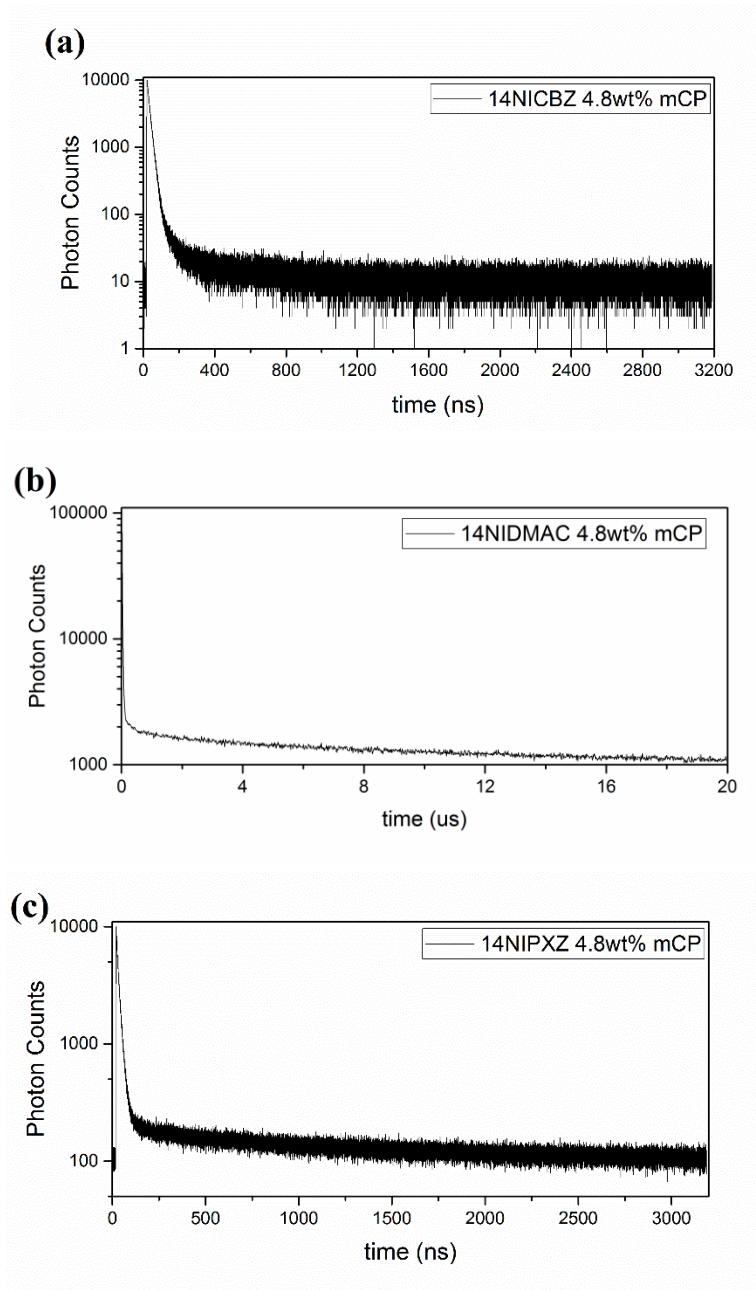 (a)
14NICBZ 4.8wt% mCP
Photon Counts
10000
1000
100
10
1
0 400 800 1200 1600 2000 2400 2800 3200
time (ns)
(b)
14NIDMAC 4.8wt% mCP
Photon Counts
100000
10000
1000
0 4 8 12 16 20
time (us)
(c)
14NIPXZ 4.8wt% mCP
Photon Counts
10000
1000
100
0 500 1000 1500 2000 2500 3000
time (ns)